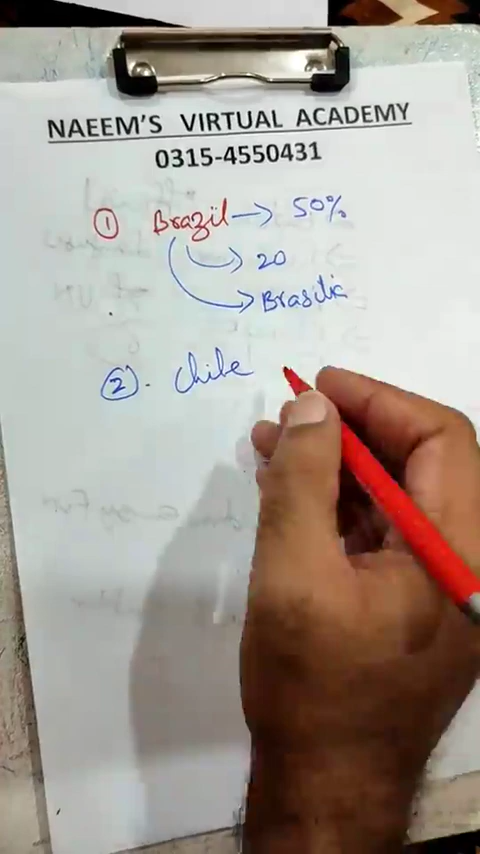 NAEEM'S VIRTUAL ACADEMY
0315-4550431
① Brazil → 50%
→ 20
→ Brasilia
②. Chile